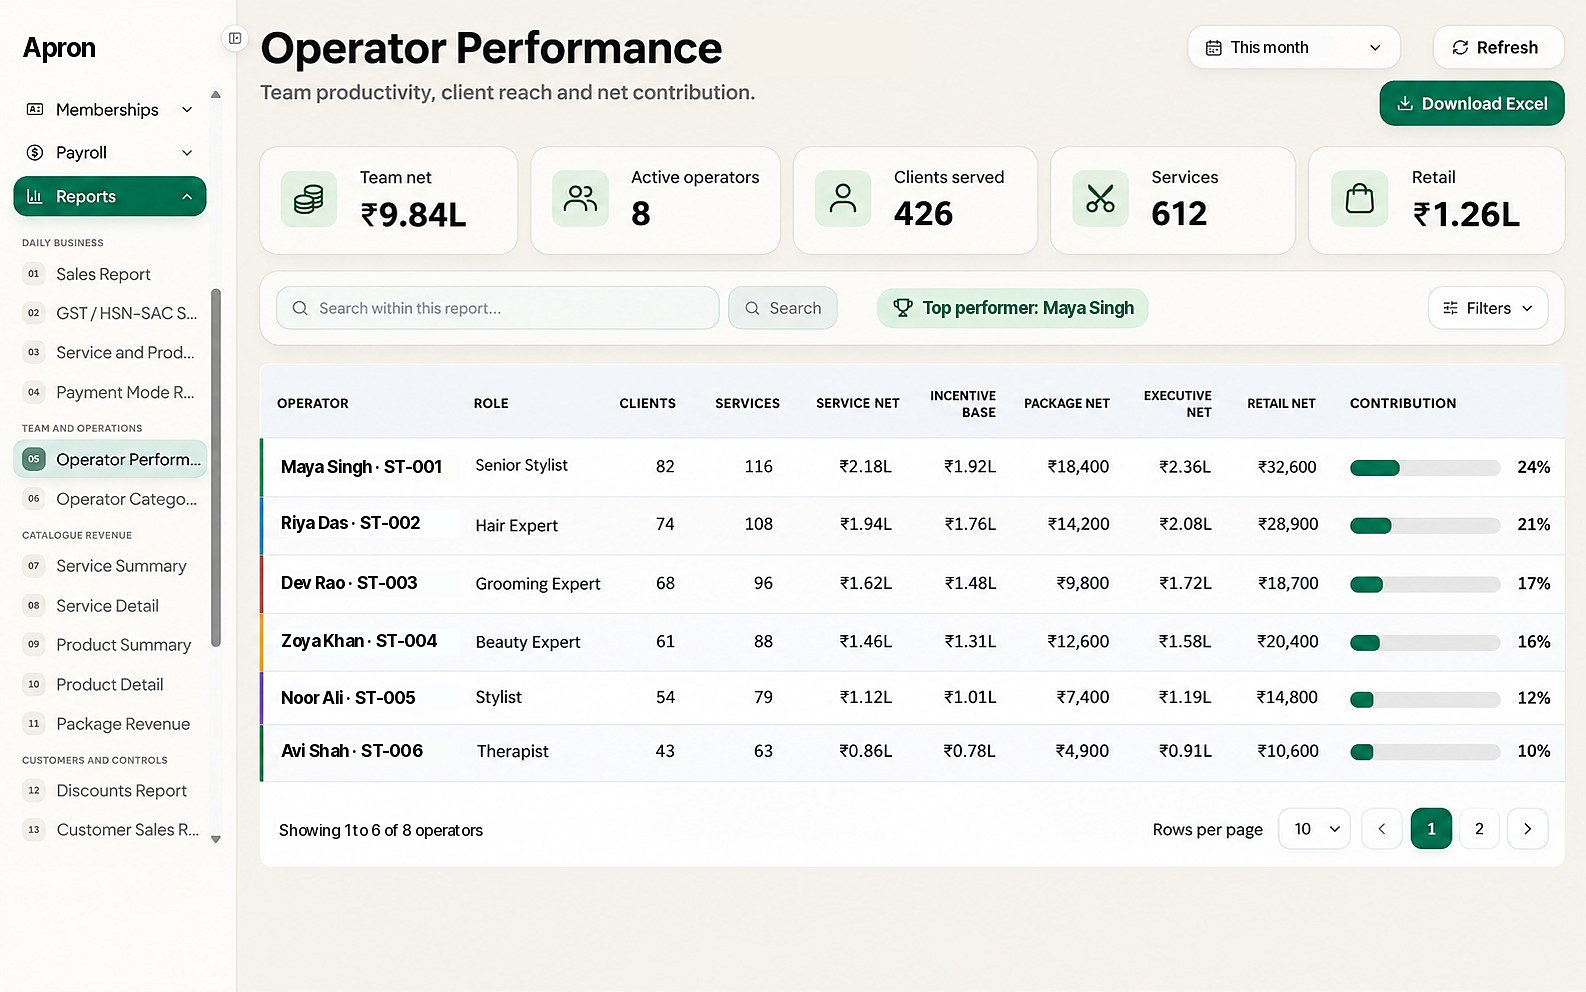 Apron
Memberships
Payroll
Reports
DAILY BUSINESS
01 Sales Report
02 GST / HSN-SAC S...
03 Service and Prod...
04 Payment Mode R...
TEAM AND OPERATIONS
05 Operator Perform...
06 Operator Catego...
CATALOGUE REVENUE
07 Service Summary
08 Service Detail
09 Product Summary
10 Product Detail
11 Package Revenue
CUSTOMERS AND CONTROLS
12 Discounts Report
13 Customer Sales R...
Operator Performance
Team productivity, client reach and net contribution.
This month
Refresh
Download Excel
Team net
₹9.84L
Active operators
8
Clients served
426
Services
612
Retail
₹1.26L
Search within this report...
Search
Top performer: Maya Singh
Filters
OPERATOR ROLE CLIENTS SERVICES SERVICE NET INCENTIVE BASE PACKAGE NET EXECUTIVE NET RETAIL NET CONTRIBUTION
Maya Singh · ST-001 Senior Stylist 82 116 ₹2.18L ₹1.92L ₹18,400 ₹2.36L ₹32,600 24%
Riya Das · ST-002 Hair Expert 74 108 ₹1.94L ₹1.76L ₹14,200 ₹2.08L ₹28,900 21%
Dev Rao · ST-003 Grooming Expert 68 96 ₹1.62L ₹1.48L ₹9,800 ₹1.72L ₹18,700 17%
Zoya Khan · ST-004 Beauty Expert 61 88 ₹1.46L ₹1.31L ₹12,600 ₹1.58L ₹20,400 16%
Noor Ali · ST-005 Stylist 54 79 ₹1.12L ₹1.01L ₹7,400 ₹1.19L ₹14,800 12%
Avi Shah · ST-006 Therapist 43 63 ₹0.86L ₹0.78L ₹4,900 ₹0.91L ₹10,600 10%
Showing 1 to 6 of 8 operators
Rows per page 10 1 2